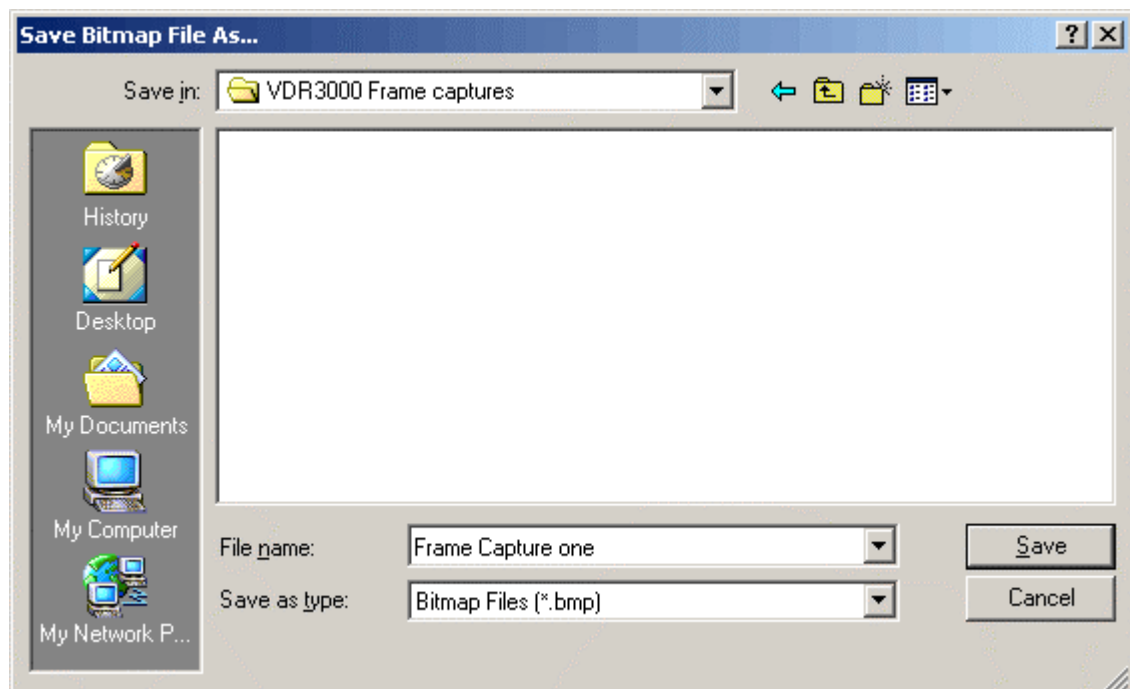 Save Bitmap File As...
Save in: VDR3000 Frame captures
History
Desktop
My Documents
My Computer
My Network P...
File name: Frame Capture one Save
Save as type: Bitmap Files (*.bmp) Cancel